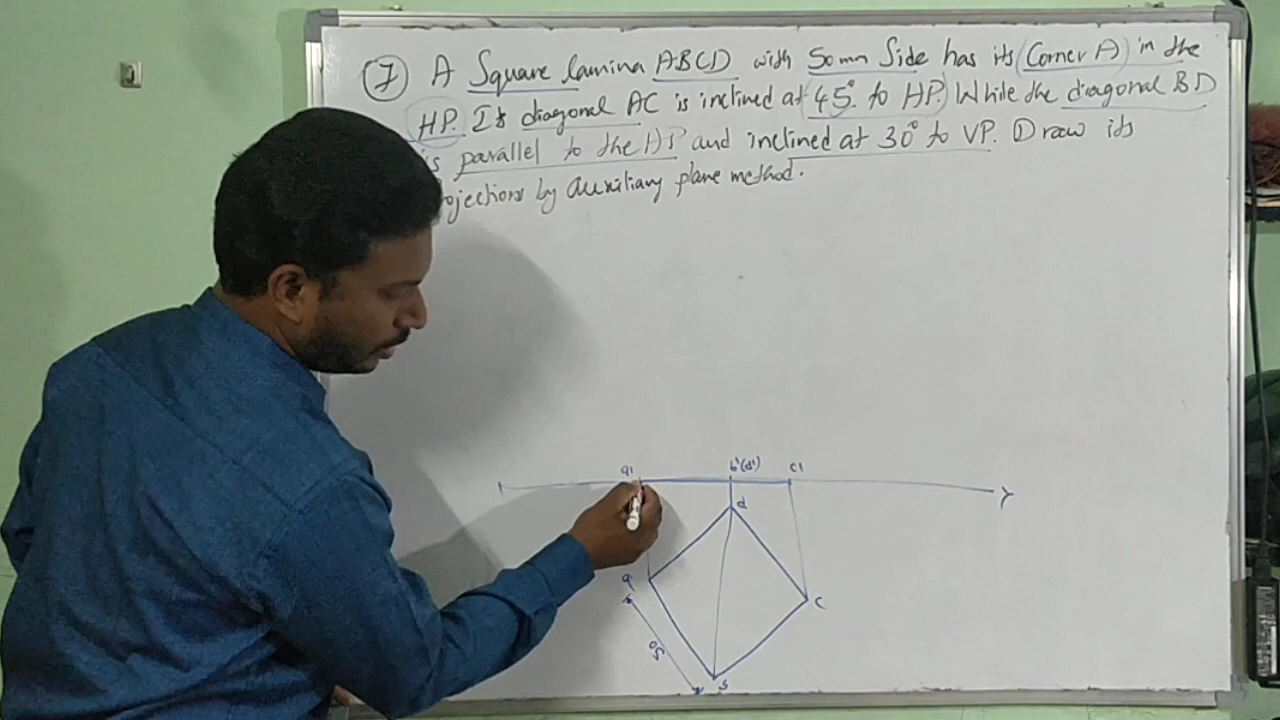 7 A Square lamina ABCD with 50mm Side has its Corner A in the
HP. Its diagonal AC is inclined at 45° to HP. While the diagonal BD
is parallel to the HP and inclined at 30° to VP. Draw its
ojections by auxiliary plane method.
a' b'(d') c'
Y
d
a
c
50